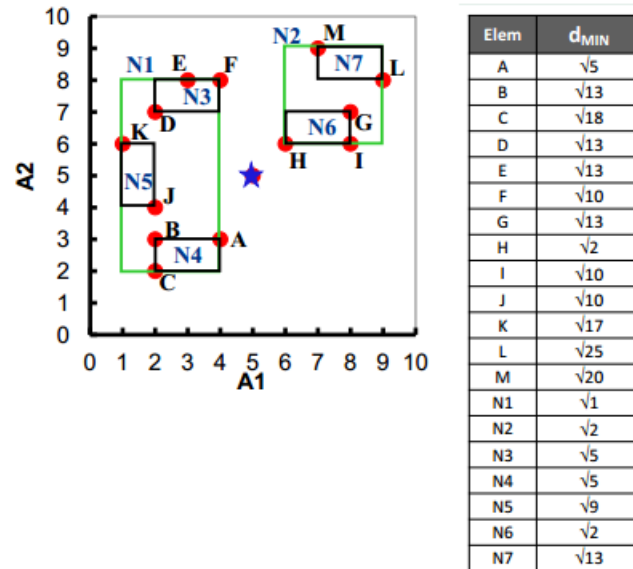 10
9
8
7
6
5
4
3
2
1
0
A2
0 1 2 3 4 5 6 7 8 9 10
A1
N2 M
N1 E F N7 L
N3
D G
K N6
N5 H I
J
B A
N4
C
Elem dMIN
A √5
B √13
C √18
D √13
E √13
F √10
G √13
H √2
I √10
J √10
K √17
L √25
M √20
N1 √1
N2 √2
N3 √5
N4 √5
N5 √9
N6 √2
N7 √13